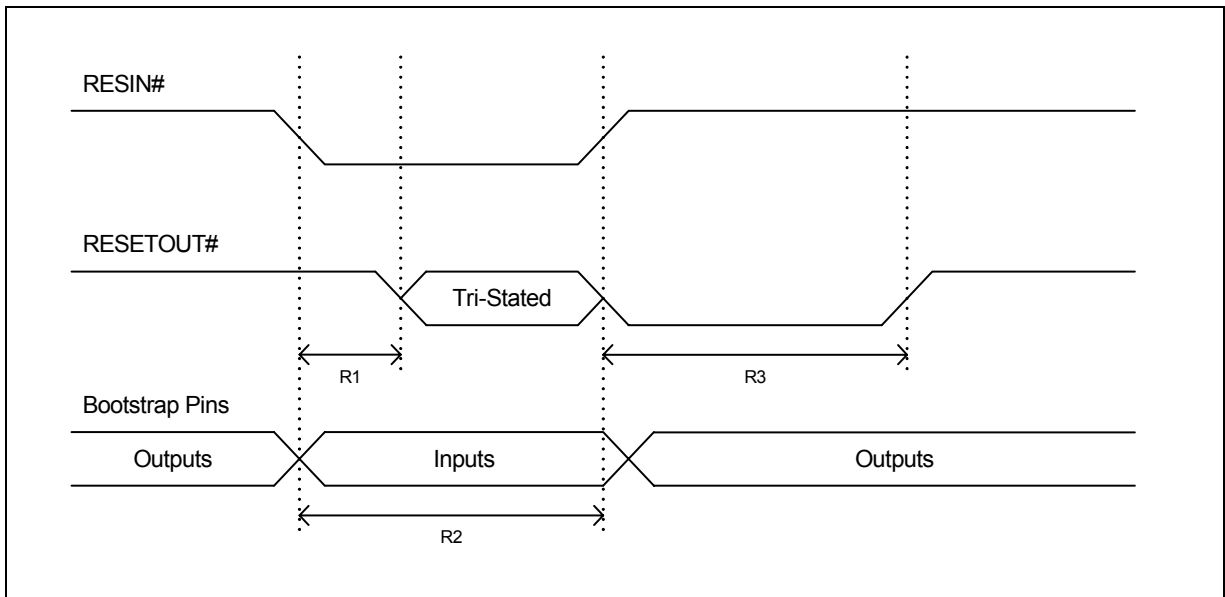 RESIN#
RESETOUT#
Tri-Stated
R1
R3
Bootstrap Pins
Outputs
Inputs
Outputs
R2